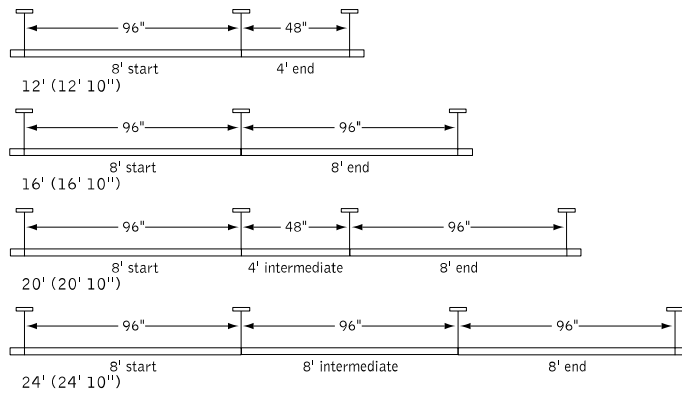 96" 48"
8' start 4' end
12' (12' 10")
96" 96"
8' start 8' end
16' (16' 10")
96" 48" 96"
8' start 4' intermediate 8' end
20' (20' 10")
96" 96" 96"
8' start 8' intermediate 8' end
24' (24' 10")